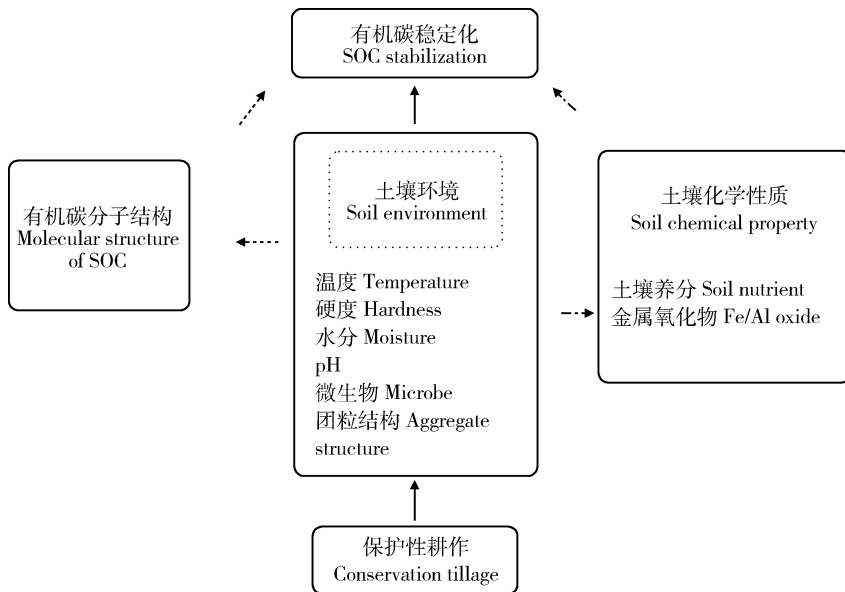 有机碳稳定化
SOC stabilization
有机碳分子结构
Molecular structure
of SOC
土壤环境
Soil environment
温度 Temperature
硬度 Hardness
水分 Moisture
pH
微生物 Microbe
团粒结构 Aggregate
structure
土壤化学性质
Soil chemical property
土壤养分 Soil nutrient
金属氧化物 Fe/Al oxide
保护性耕作
Conservation tillage